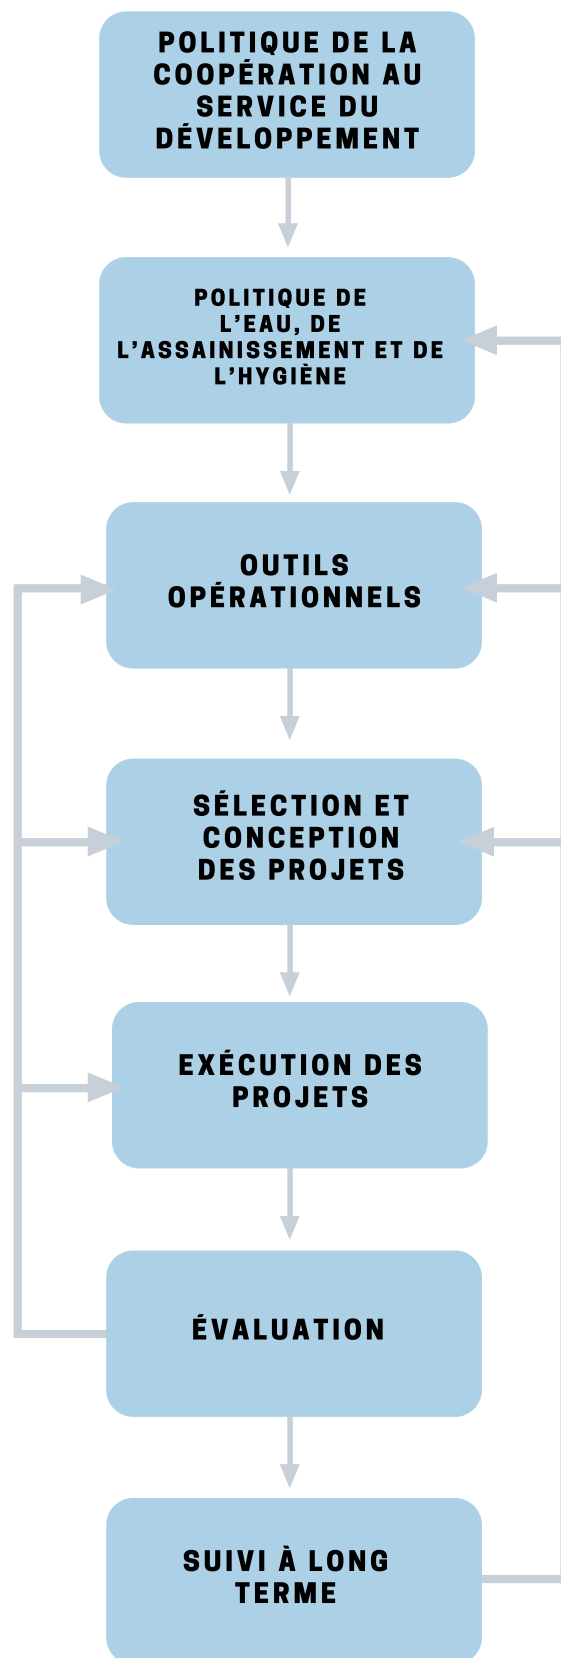 POLITIQUE DE LA
COOPÉRATION AU
SERVICE DU
DÉVELOPPEMENT
POLITIQUE DE
L'EAU, DE
L'ASSAINISSEMENT ET DE
L'HYGIÈNE
OUTILS
OPÉRATIONNELS
SÉLECTION ET
CONCEPTION
DES PROJETS
EXÉCUTION DES
PROJETS
ÉVALUATION
SUIVI À LONG
TERME